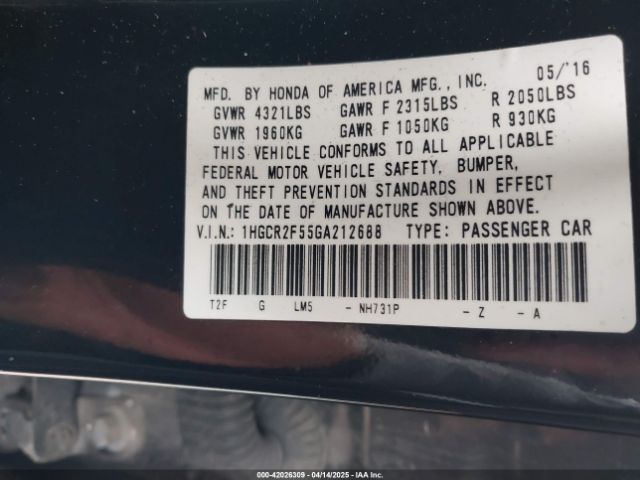 MFD. BY HONDA OF AMERICA MFG., INC. 05/'16
GVWR 4321LBS GAWR F 2315LBS R 2050LBS
GVWR 1960KG GAWR F 1050KG R 930KG
THIS VEHICLE CONFORMS TO ALL APPLICABLE
FEDERAL MOTOR VEHICLE SAFETY, BUMPER,
AND THEFT PREVENTION STANDARDS IN EFFECT
ON THE DATE OF MANUFACTURE SHOWN ABOVE.
V.I.N.: 1HGCR2F55GA212688 TYPE: PASSENGER CAR
T2F G LM5 - NH731P - Z - A
000-42026309 - 04/14/2025 - IAA Inc.